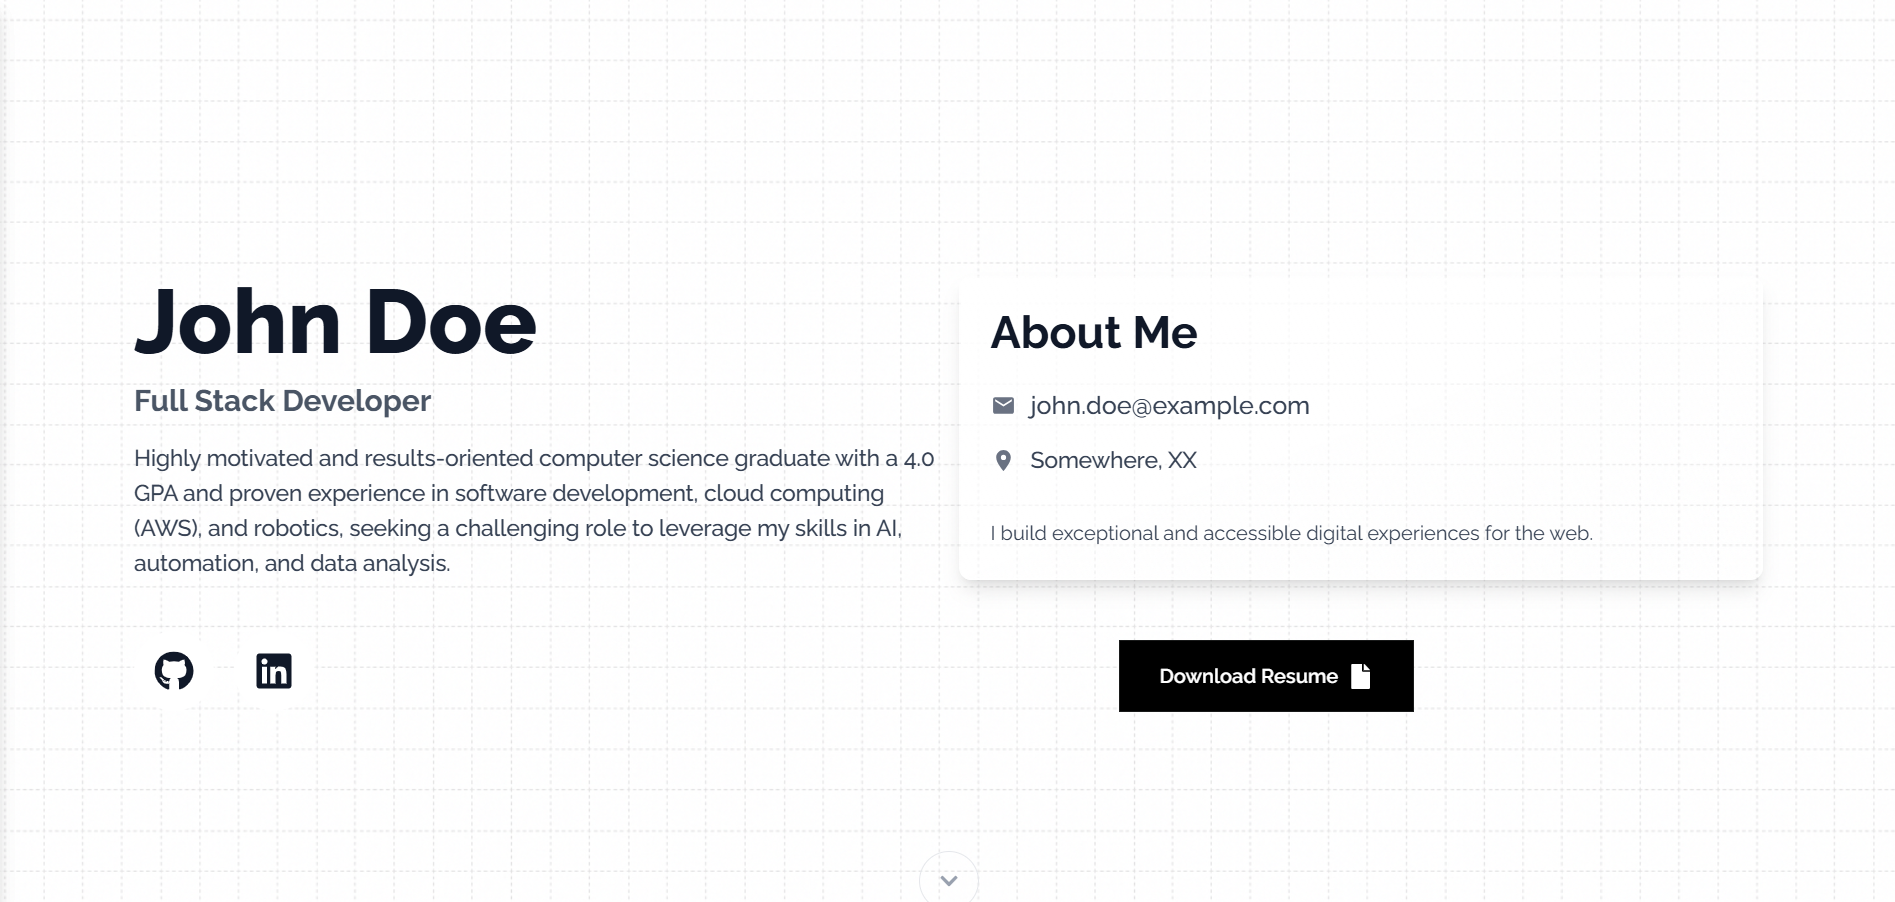 John Doe
Full Stack Developer
Highly motivated and results-oriented computer science graduate with a 4.0
GPA and proven experience in software development, cloud computing
(AWS), and robotics, seeking a challenging role to leverage my skills in AI,
automation, and data analysis.
About Me
john.doe@example.com
Somewhere, XX
I build exceptional and accessible digital experiences for the web.
Download Resume